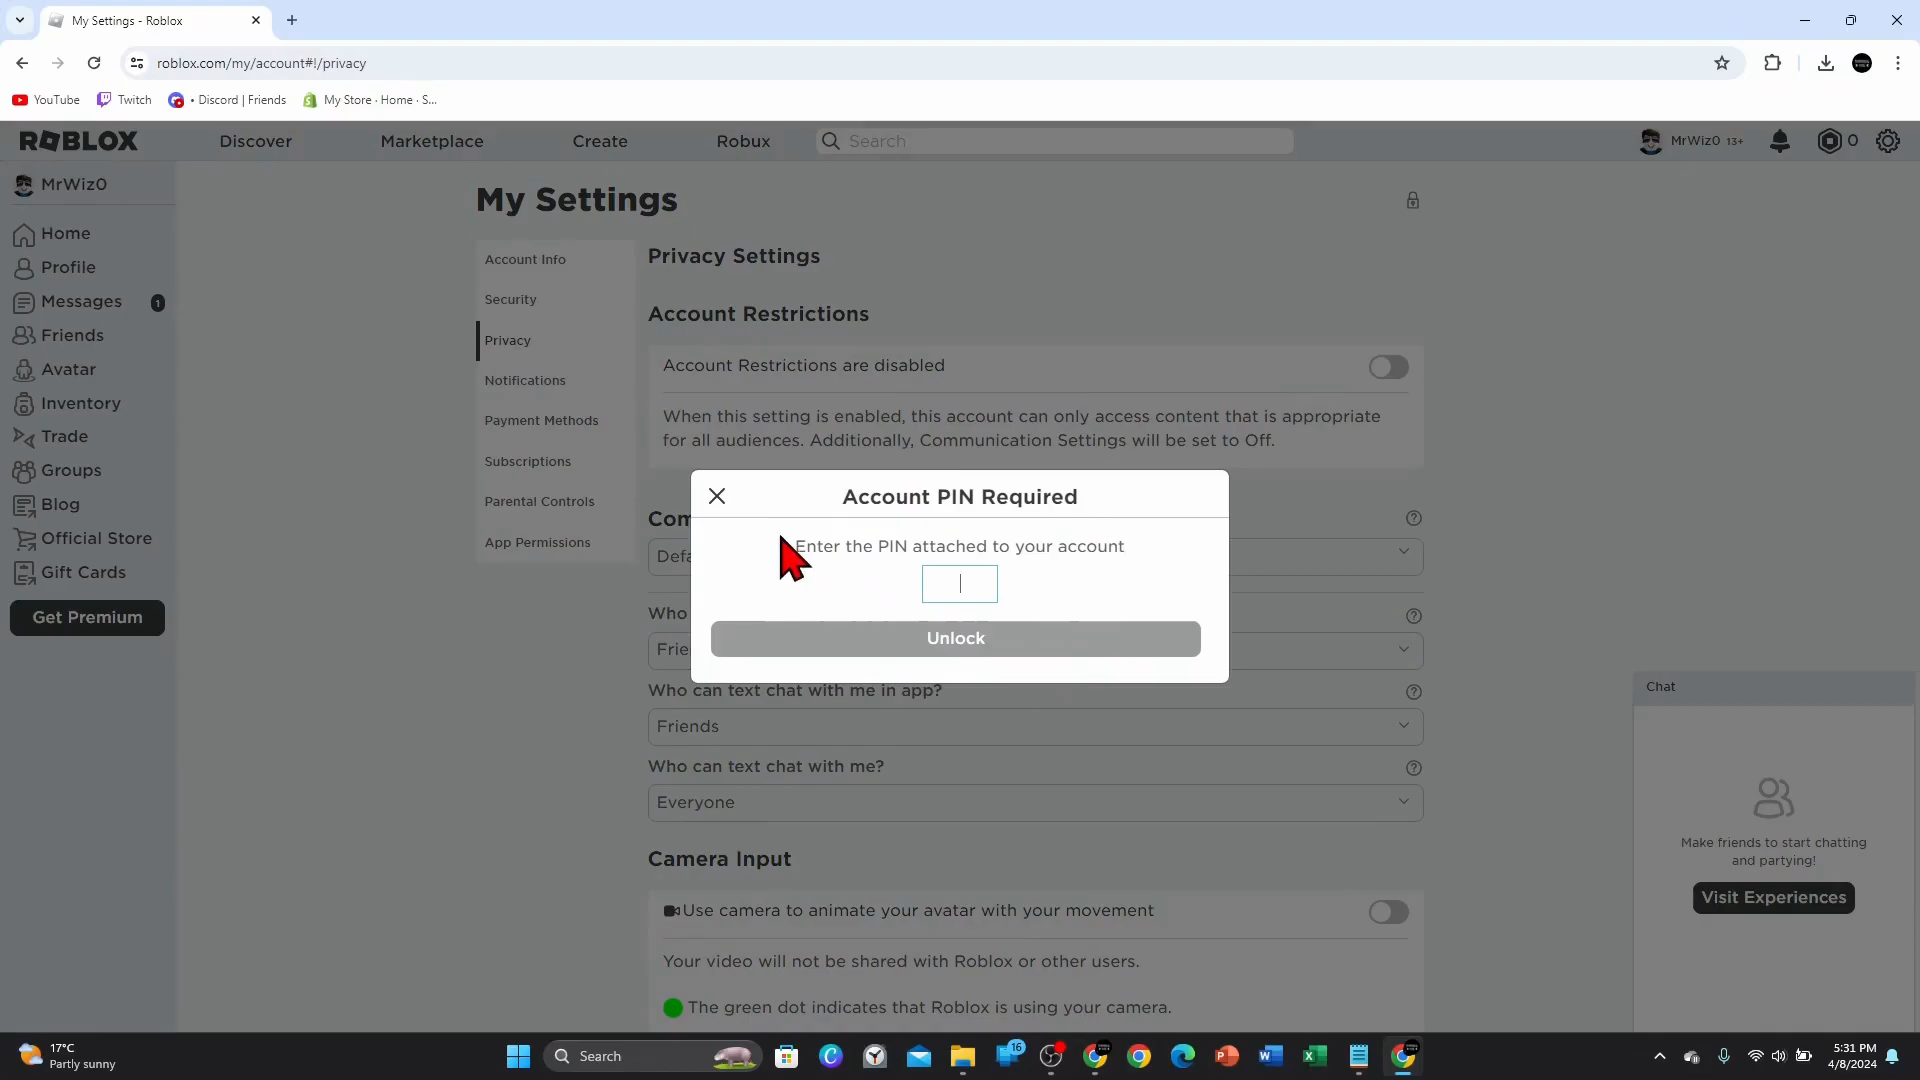 My Settings - Roblox
roblox.com/my/account#!/privacy
YouTube
Twitch
• Discord | Friends
My Store · Home · S...
ROBLOX
Discover
Marketplace
Create
Robux
Search
MrWiz0 13+
0
MrWiz0
Home
Profile
Messages
1
Friends
Avatar
Inventory
Trade
Groups
Blog
Official Store
Gift Cards
Get Premium
My Settings
Account Info
Security
Privacy
Notifications
Payment Methods
Subscriptions
Parental Controls
App Permissions
Privacy Settings
Account Restrictions
Account Restrictions are disabled
When this setting is enabled, this account can only access content that is appropriate
for all audiences. Additionally, Communication Settings will be set to Off.
Account PIN Required
Enter the PIN attached to your account
Unlock
Com
Defa
Who
Frie
Who can text chat with me in app?
Friends
Who can text chat with me?
Everyone
Camera Input
Use camera to animate your avatar with your movement
Your video will not be shared with Roblox or other users.
The green dot indicates that Roblox is using your camera.
Chat
Make friends to start chatting
and partying!
Visit Experiences
17°C
Partly sunny
Search
16
5:31 PM
4/8/2024